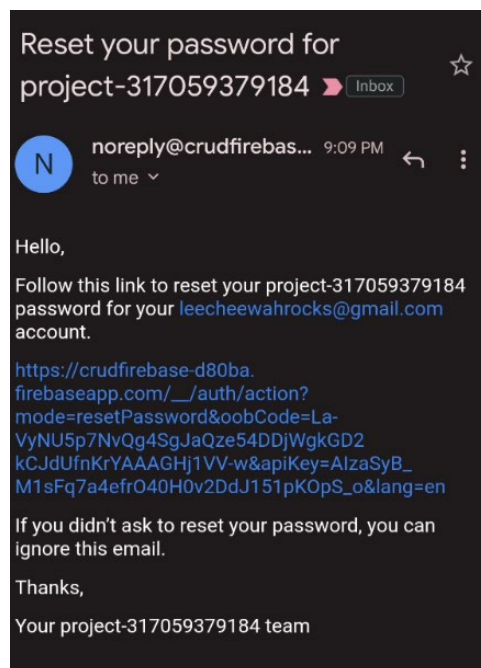 Reset your password for
project-317059379184 Inbox
N
noreply@crudfirebas... 9:09 PM
to me
Hello,
Follow this link to reset your project-317059379184
password for your leecheewahrocks@gmail.com
account.
https://crudfirebase-d80ba.
firebaseapp.com/__/auth/action?
mode=resetPassword&oobCode=La-
VyNU5p7NvQg4SgJaQze54DDjWgkGD2
kCJdUfnKrYAAAGHj1VV-w&apiKey=AIzaSyB_
M1sFq7a4efrO40H0v2DdJ151pKOpS_o&lang=en
If you didn't ask to reset your password, you can
ignore this email.
Thanks,
Your project-317059379184 team